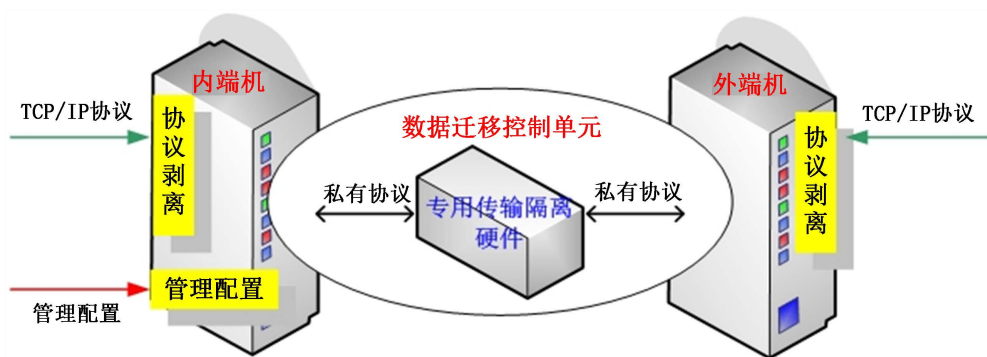 内端机
外端机
TCP/IP协议
协议剥离
数据迁移控制单元
TCP/IP协议
协议剥离
私有协议
私有协议
专用传输隔离
硬件
管理配置
管理配置